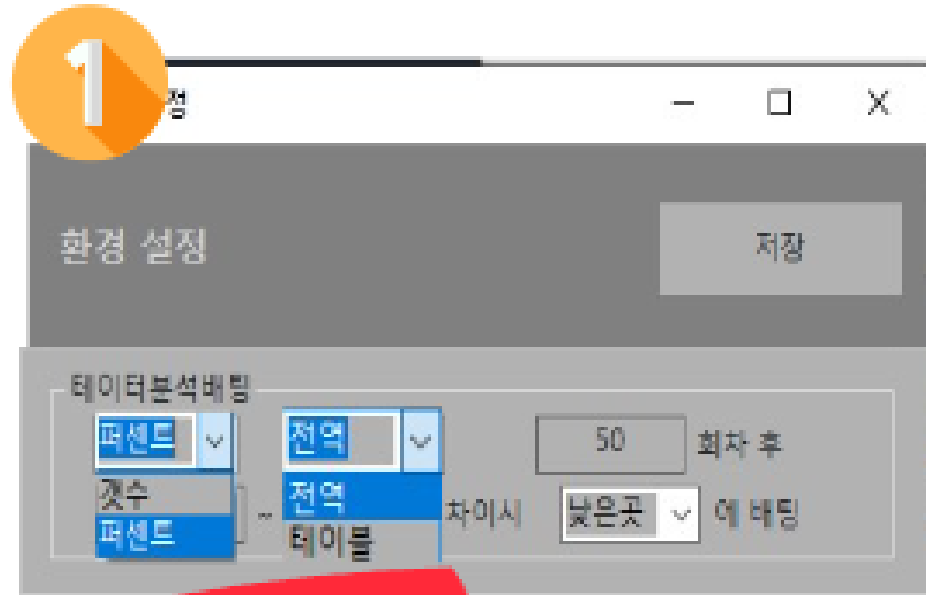 1
정
환경 설정
저장
테이터분석배팅
퍼센트 전역 50 회차 후
갯수 전역
~ 차이시 낮은곳 에 배팅
퍼센트 테이블